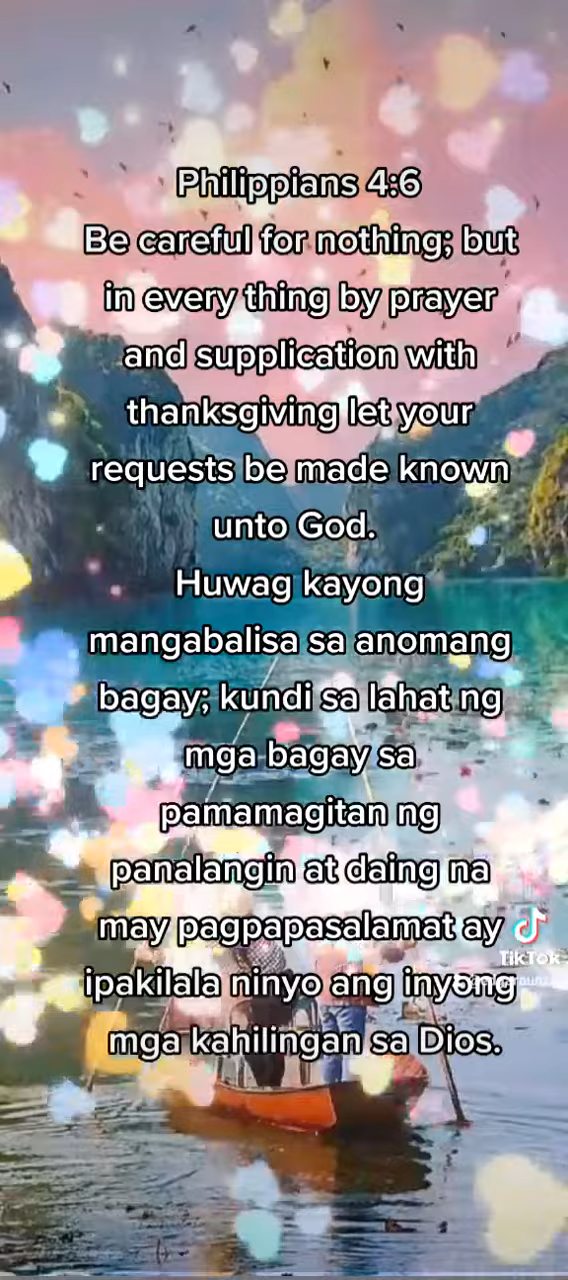 Philippians 4:6
Be careful for nothing; but
in every thing by prayer
and supplication with
thanksgiving let your
requests be made known
unto God.
Huwag kayong
mangabalisa sa anomang
bagay; kundi sa lahat ng
mga bagay sa
pamamagitan ng
panalangin at daing na
may pagpapasalamat ay
ipakilala ninyo ang inyong
mga kahilingan sa Dios.
TikTok